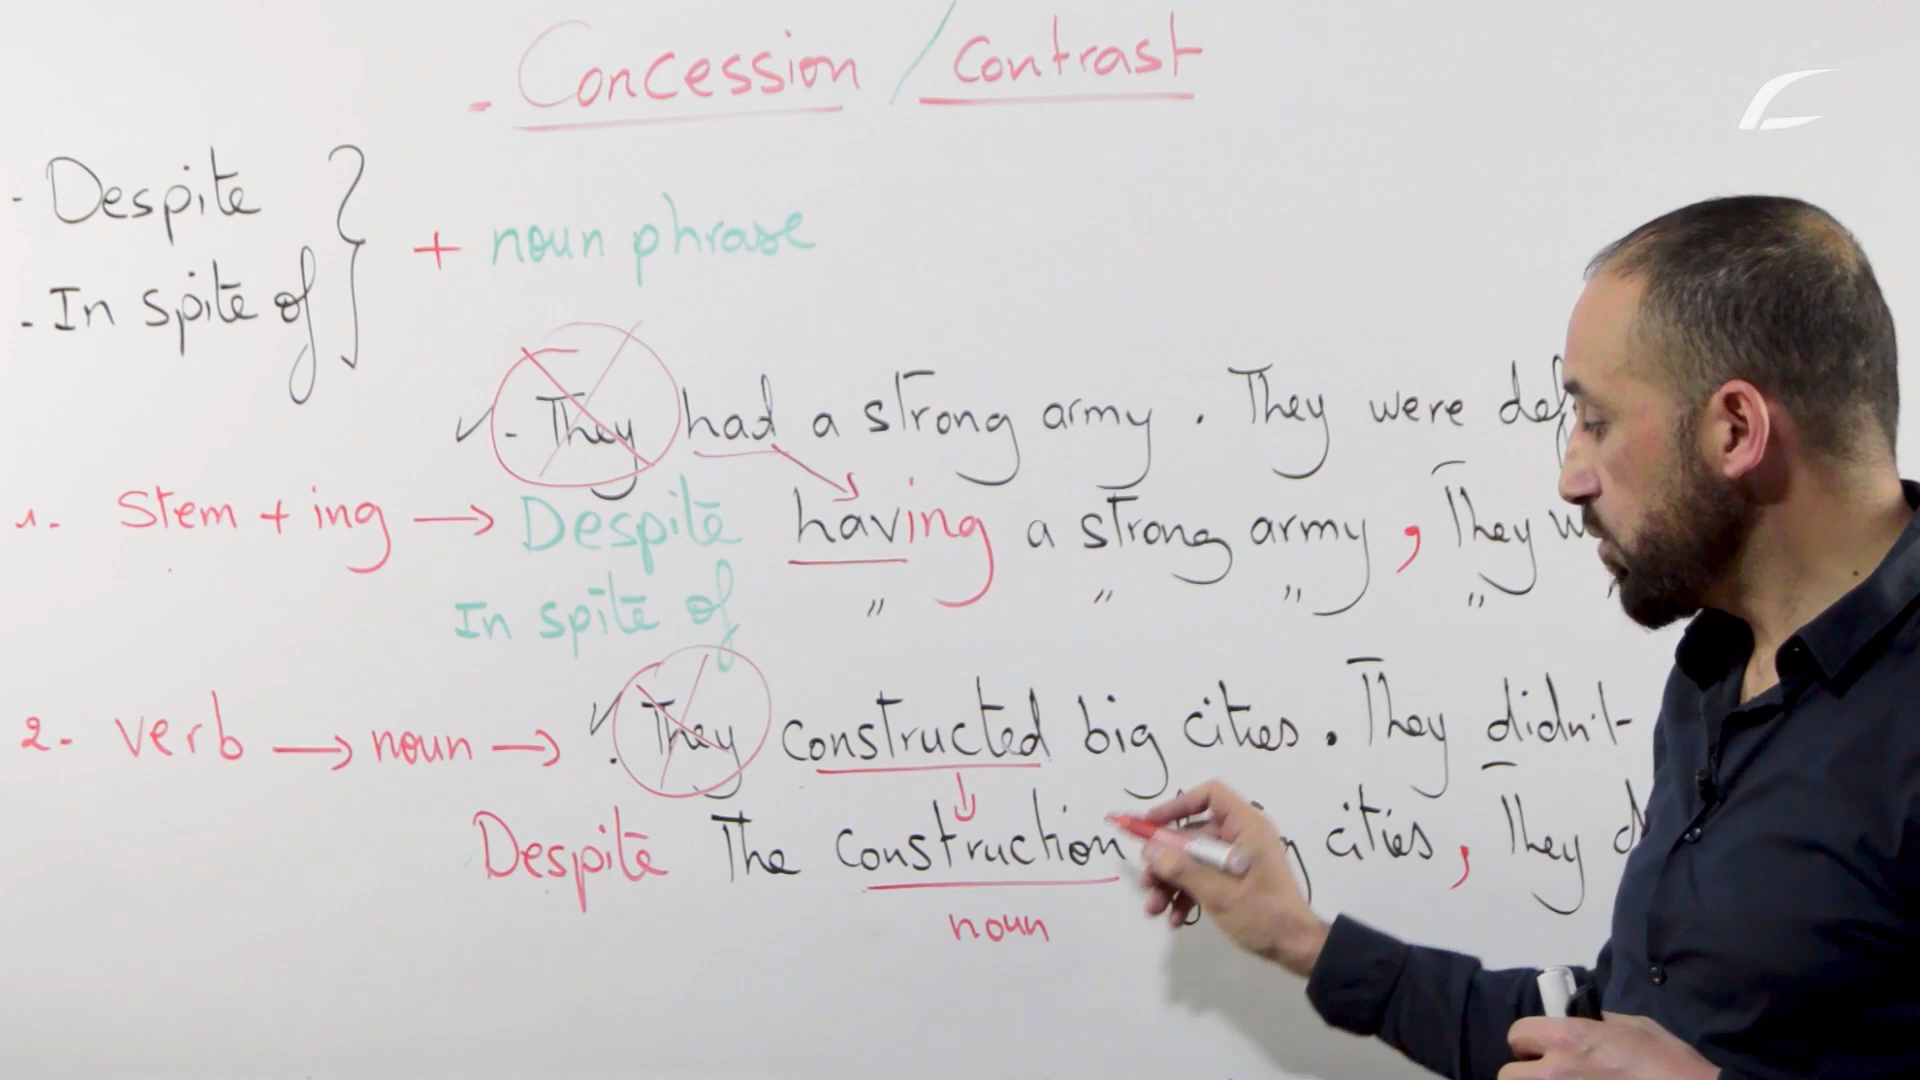 - Concession / Contrast
- Despite
- In spite of
+ noun phrase
- They had a strong army. They were
1- Stem + ing → Despite having a strong army, They
In spite of " " " "
2- verb → noun → They constructed big cities. They didn't
Despite The construction cities, They
noun